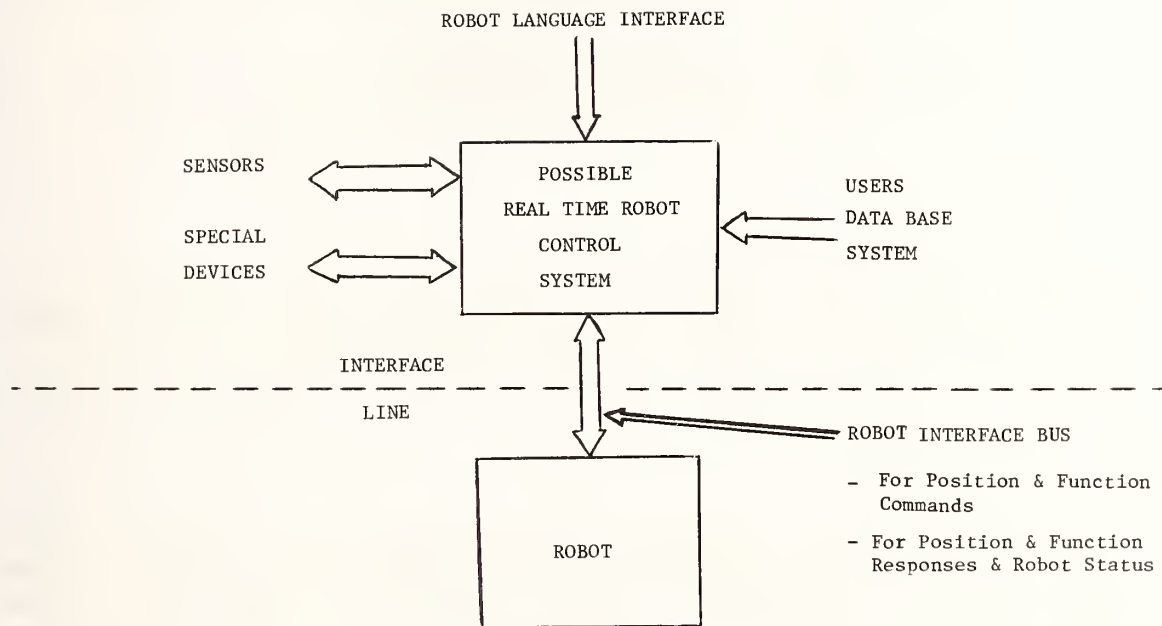 ROBOT LANGUAGE INTERFACE
SENSORS
SPECIAL
DEVICES
POSSIBLE
REAL TIME ROBOT
CONTROL
SYSTEM
USERS
DATA BASE
SYSTEM
INTERFACE
LINE
ROBOT INTERFACE BUS
- For Position & Function
Commands
- For Position & Function
Responses & Robot Status
ROBOT